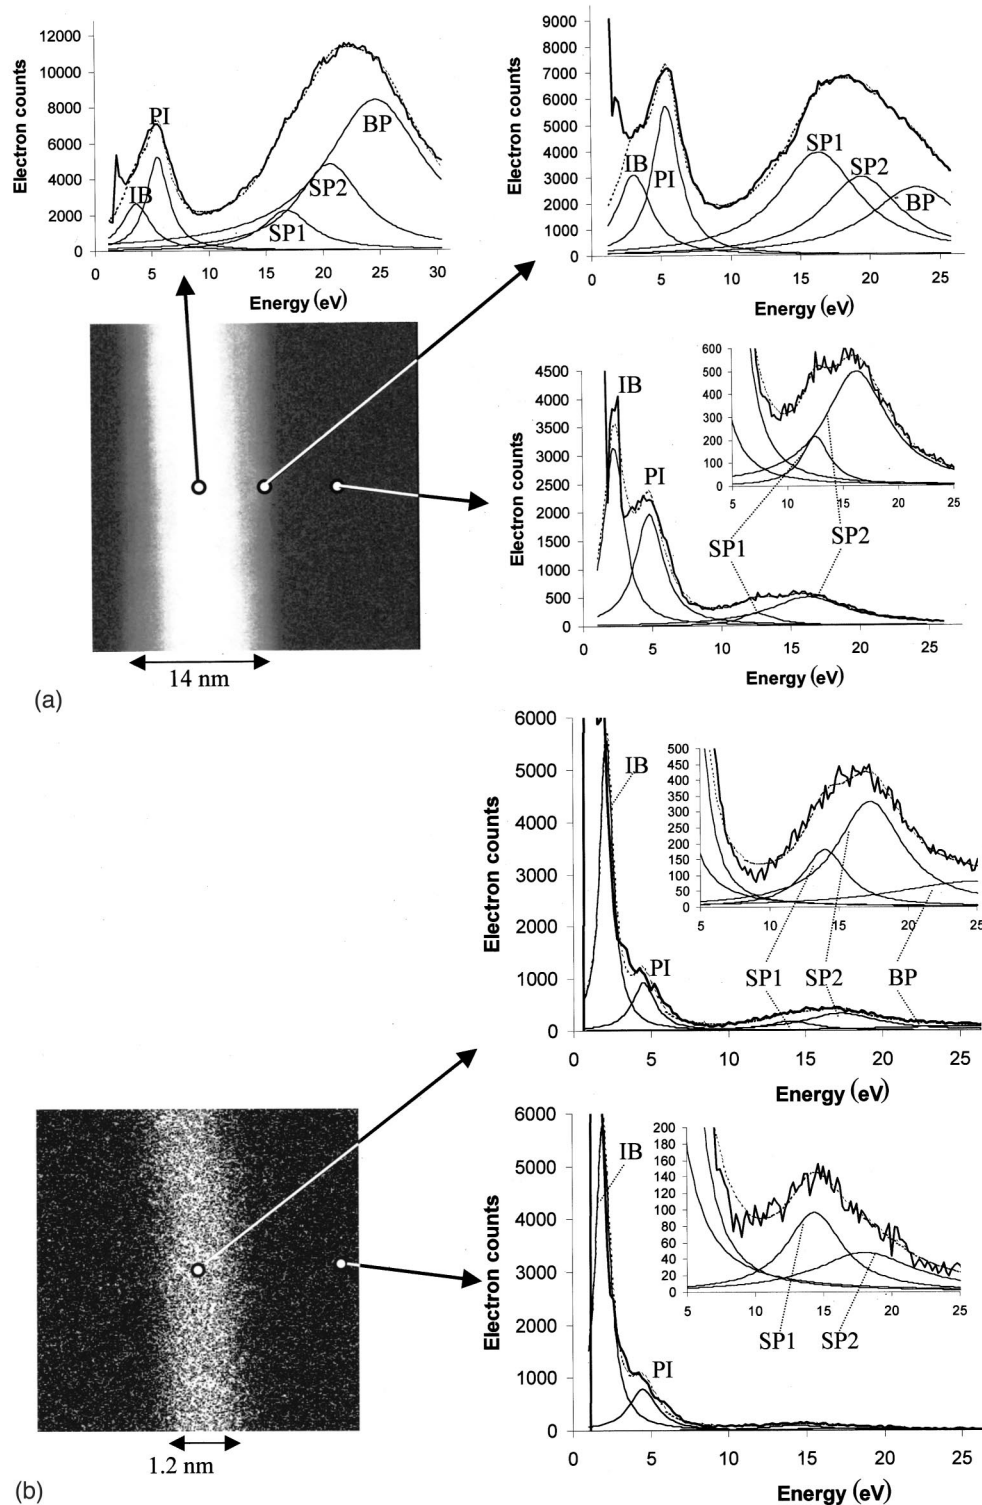 12000
10000
8000
6000
4000
2000
0
Electron counts
PI
IB
BP
SP2
SP1
0 5 10 15 20 25 30
Energy (eV)
9000
8000
7000
6000
5000
4000
3000
2000
1000
0
Electron counts
IB
PI
SP1
SP2
BP
0 5 10 15 20 25
Energy (eV)
4500
4000
3500
3000
2500
2000
1500
1000
500
0
Electron counts
IB
PI
SP1
SP2
600
500
400
300
200
100
0
5 10 15 20 25
0 5 10 15 20 25
Energy (eV)
14 nm
(a)
6000
5000
4000
3000
2000
1000
0
Electron counts
IB
PI
500
450
400
350
300
250
200
150
100
50
0
5 10 15 20 25
SP1
SP2
BP
0 5 10 15 20 25
Energy (eV)
6000
5000
4000
3000
2000
1000
0
Electron counts
IB
PI
200
180
160
140
120
100
80
60
40
20
0
5 10 15 20 25
SP1
SP2
0 5 10 15 20 25
Energy (eV)
1.2 nm
(b)